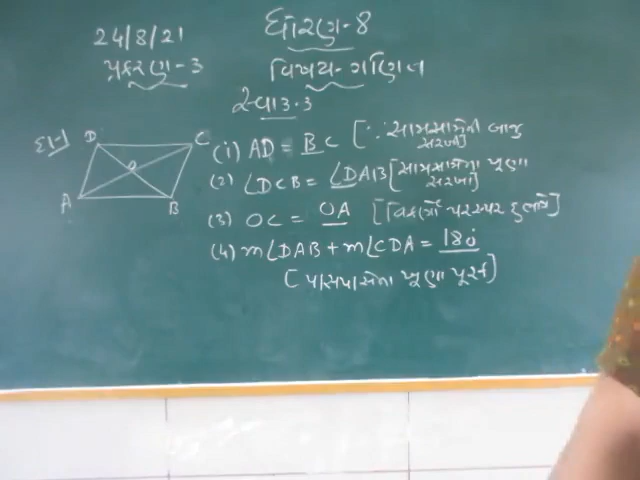 24/8/21
ધોરણ-8
પ્રકરણ-3
વિષય-ગણિત
સ્વા 3.3
દા-1
D
C
O
A
B
(1) AD = BC [∵ સામસામેની બાજુ
સરખી]
(2) ∠DCB = ∠DAB [સામસામેના ખૂણા
સરખા]
(3) OC = OA [વિકર્ણો પરસ્પર દુભાગે]
(4) m∠DAB + m∠CDA = 180°
(પાસપાસેના ખૂણા પૂરક]